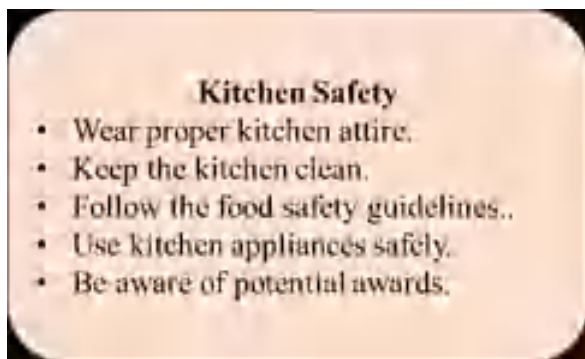 Kitchen Safety
• Wear proper kitchen attire.
• Keep the kitchen clean.
• Follow the food safety guidelines..
• Use kitchen appliances safely.
• Be aware of potential awards.